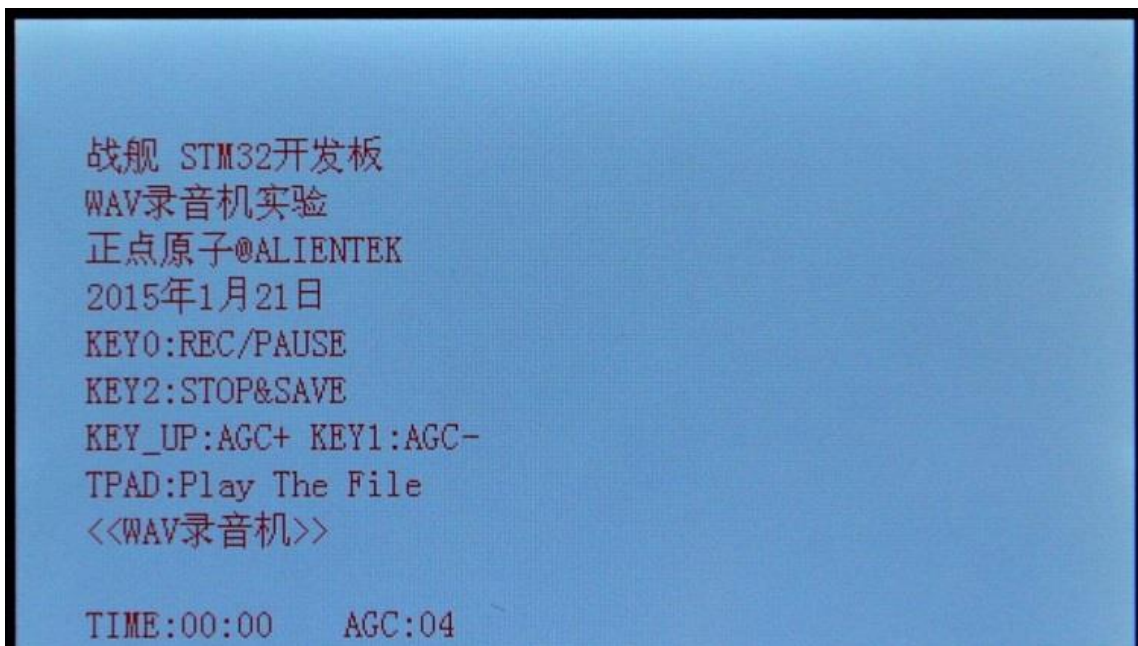 战舰 STM32开发板
WAV录音机实验
正点原子@ALIENTEK
2015年1月21日
KEY0:REC/PAUSE
KEY2:STOP&SAVE
KEY_UP:AGC+ KEY1:AGC-
TPAD:Play The File
<<WAV录音机>>
TIME:00:00 AGC:04